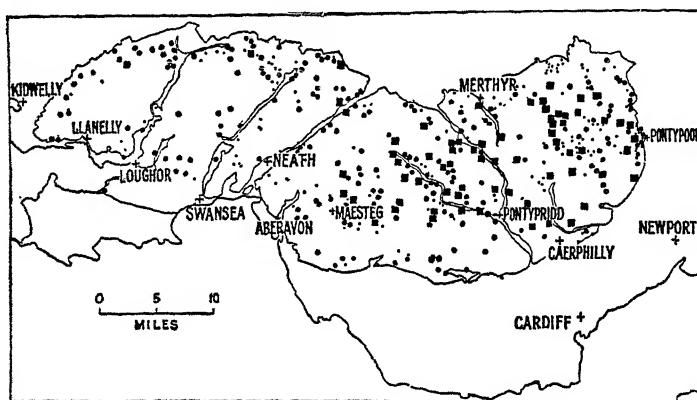 KIDWELLY
MERTHYR
LLANELLY
PONTYPOOL
LOUGHOR
NEATH
SWANSEA
MAESTEG
PONTYPRIDD
ABERAVON
NEWPORT
CAERPHILLY
0 5 10
MILES
CARDIFF